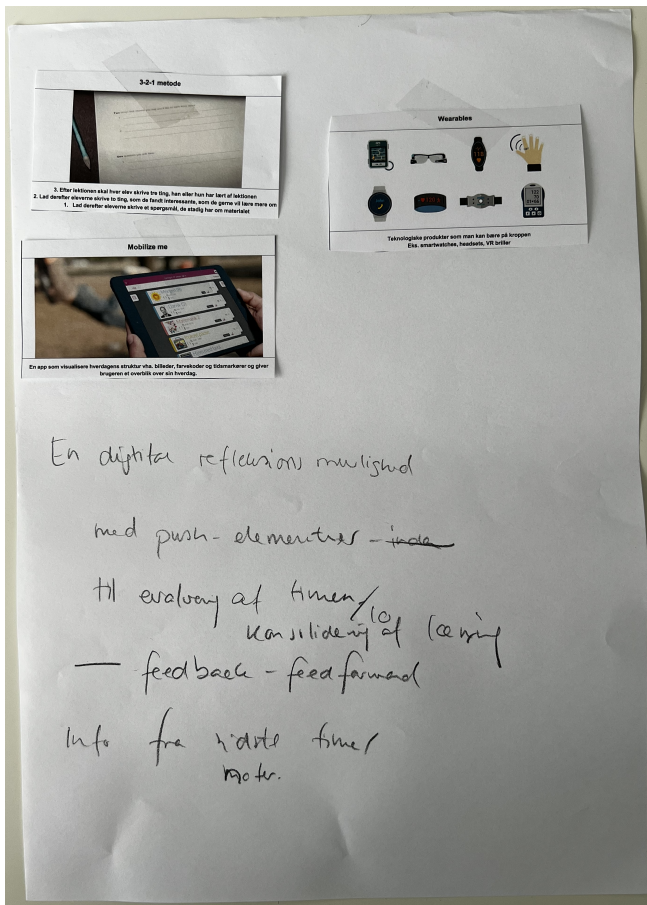 3-2-1 metode
3. Efter lektionen skal hver elev skrive tre ting, han eller hun har lært af lektionen
2. Lad derefter eleverne skrive to ting, som de fandt interessante, som de gerne vil lære mere om
1. Lad derefter eleverne skrive et spørgsmål, de stadig har om materialet
Wearables
Teknologiske produkter som man kan bære på kroppen
Eks. smartwatches, headsets, VR briller
Mobilize me
En app som visualisere hverdagens struktur vha. billeder, farvekoder og tidsmarkører og giver
brugeren et overblik over sin hverdag.
En digital refleksions mulighed
med push-elementer -
til evaluering af timen/
konsolidering af læring
— feedback - feedforward
Info fra sidste time/